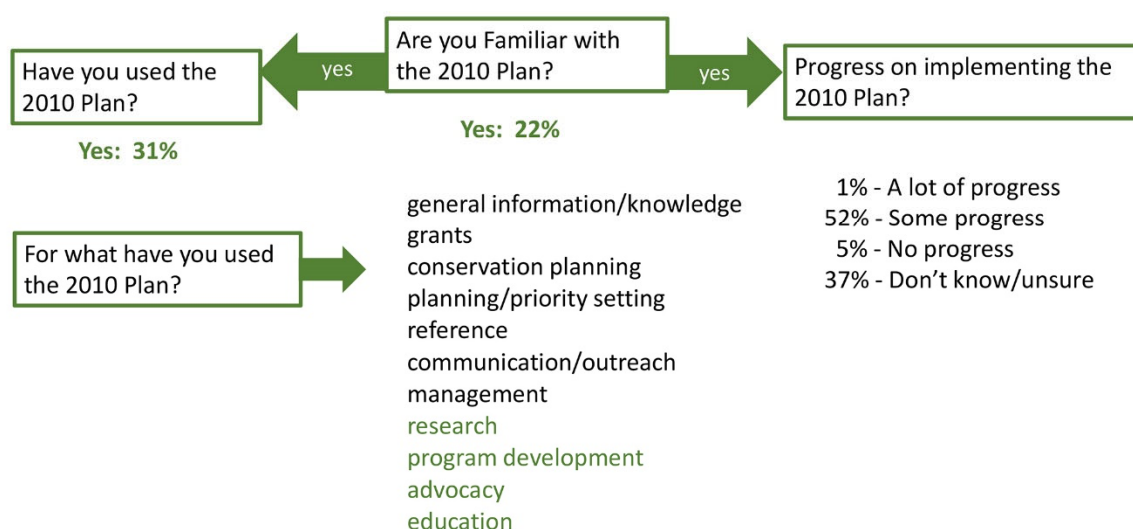 Are you Familiar with
the 2010 Plan?
yes
yes
Have you used the
2010 Plan?
Progress on implementing the
2010 Plan?
Yes: 31%
Yes: 22%
1% - A lot of progress
52% - Some progress
5% - No progress
37% - Don't know/unsure
For what have you used
the 2010 Plan?
general information/knowledge
grants
conservation planning
planning/priority setting
reference
communication/outreach
management
research
program development
advocacy
education